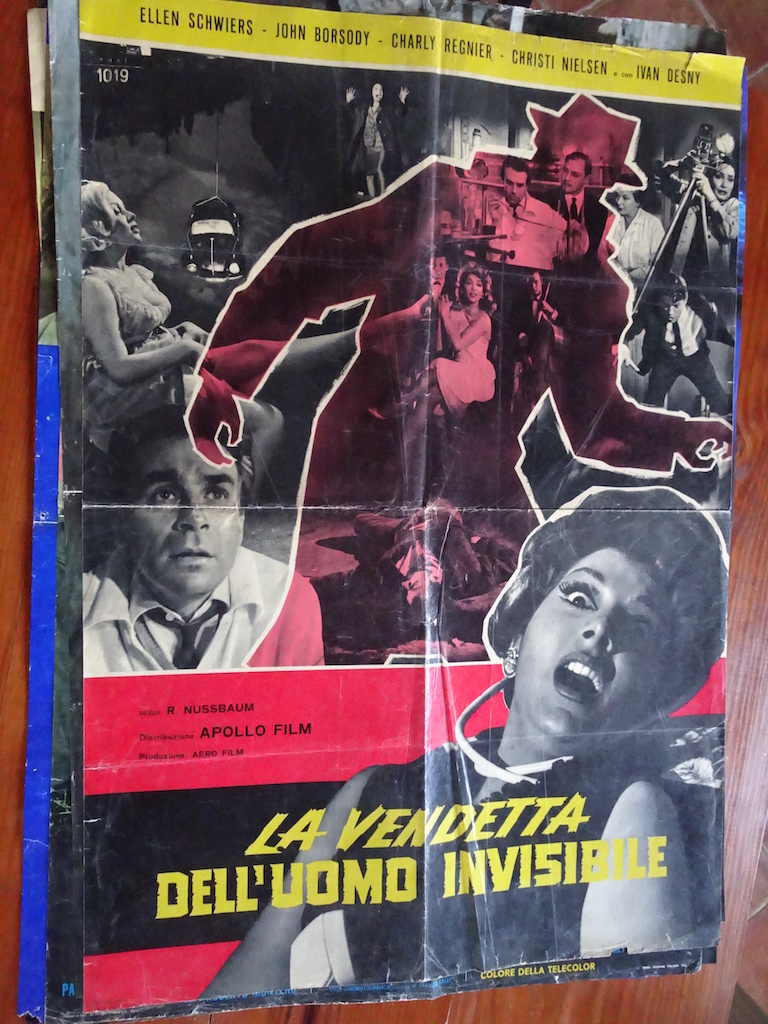 ELLEN SCHWIERS - JOHN BORSODY - CHARLY REGNIER - CHRISTI NIELSEN e con IVAN DESNY
1019
REGIA R. NUSSBAUM
Distribuzione APOLLO FILM
Produzione AERO FILM
LA VENDETTA
DELL'UOMO INVISIBILE
COLORE DELLA TELECOLOR
PA